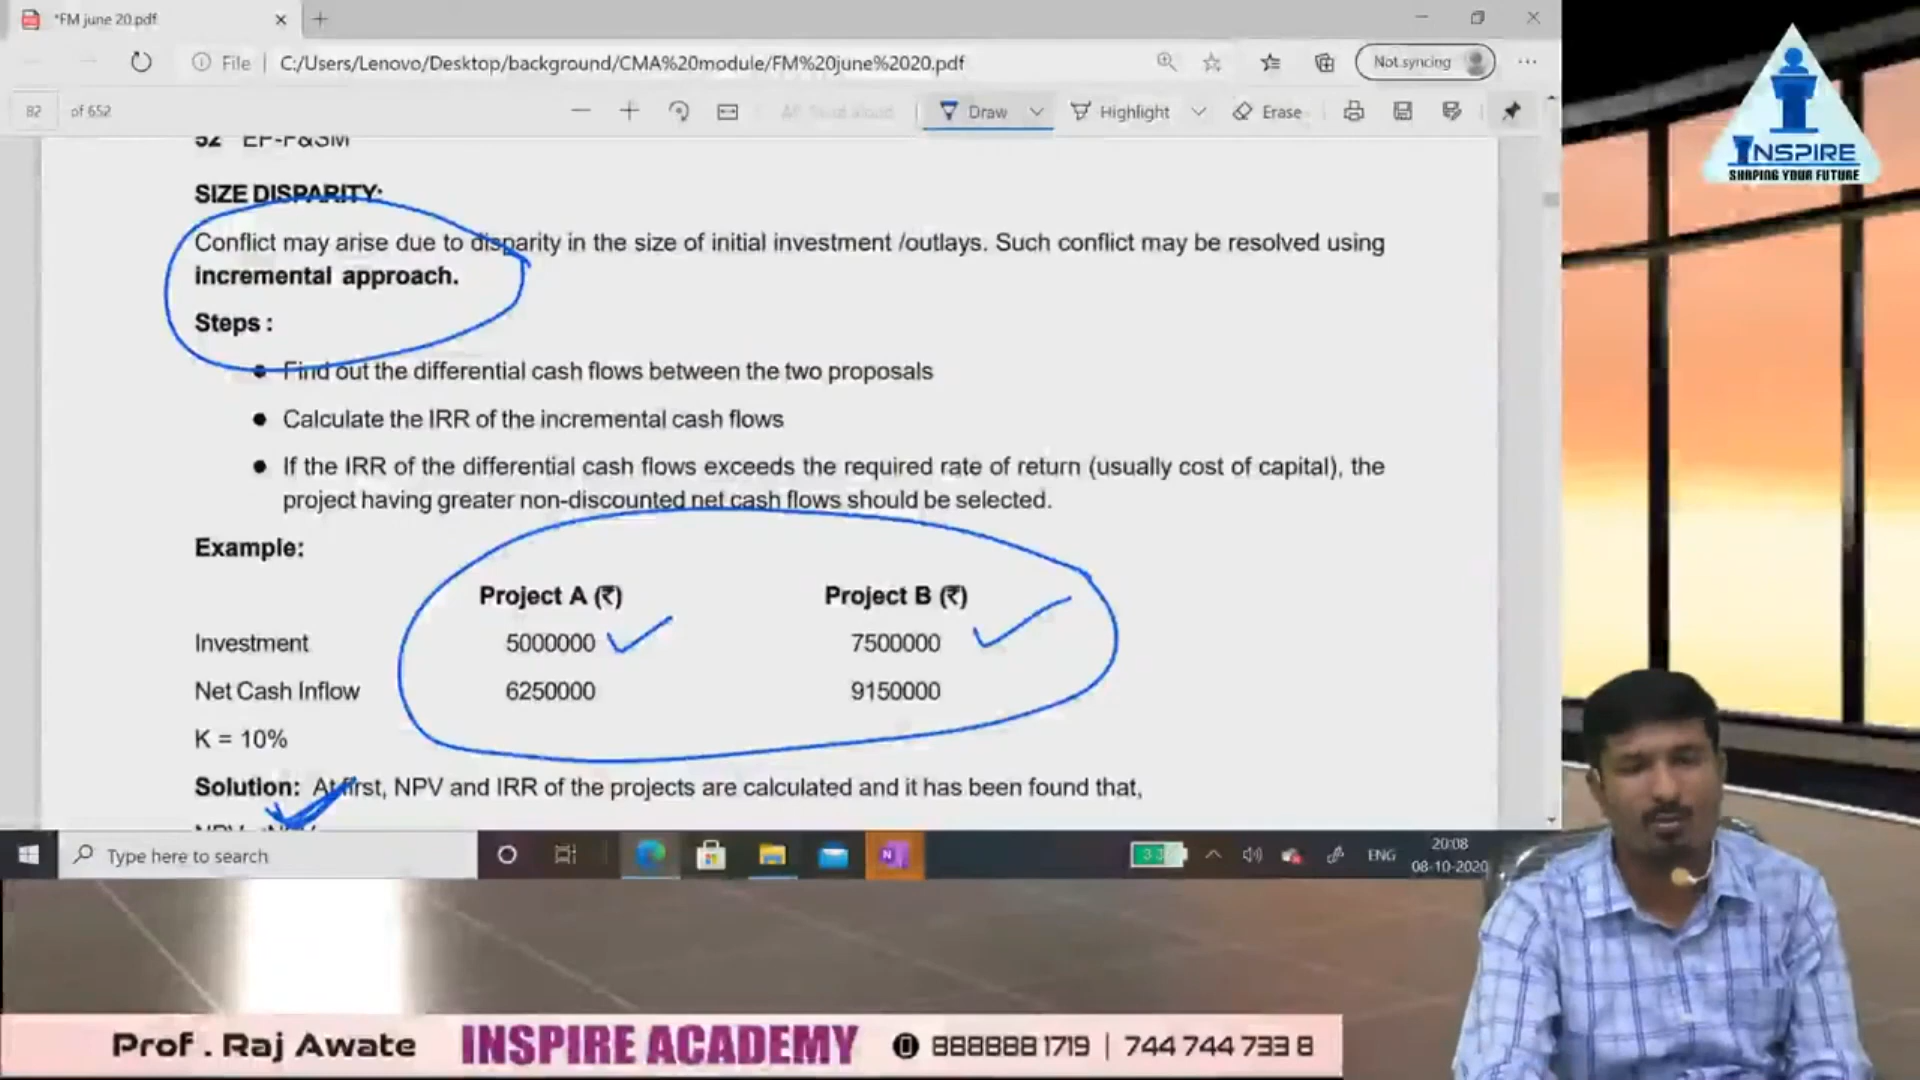 *FM june 20.pdf
File | C:/Users/Lenovo/Desktop/background/CMA%20module/FM%20june%2020.pdf
Not syncing
82 of 652
Draw
Highlight
Erase
52 EP-F&SM
SIZE DISPARITY:
Conflict may arise due to disparity in the size of initial investment /outlays. Such conflict may be resolved using
incremental approach.
Steps :
● Find out the differential cash flows between the two proposals
● Calculate the IRR of the incremental cash flows
● If the IRR of the differential cash flows exceeds the required rate of return (usually cost of capital), the
project having greater non-discounted net cash flows should be selected.
Example:
Project A (₹) Project B (₹)
Investment 5000000 7500000
Net Cash Inflow 6250000 9150000
K = 10%
Solution: At first, NPV and IRR of the projects are calculated and it has been found that,
Type here to search
33
ENG
20:08
08-10-2020
INSPIRE
SHAPING YOUR FUTURE
Prof . Raj Awate INSPIRE ACADEMY 888888 1719 | 744 744 733 8